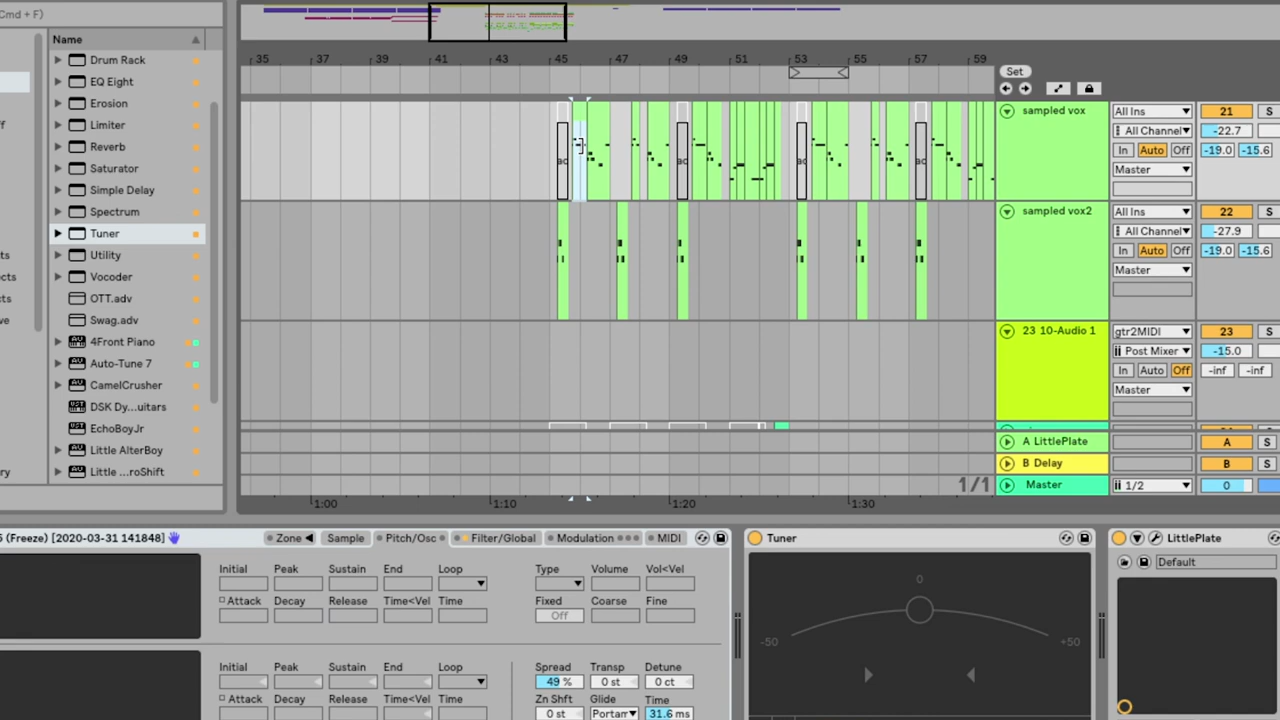 Cmd + F)
Name
Drum Rack
EQ Eight
Erosion
Limiter
Reverb
Saturator
Simple Delay
Spectrum
Tuner
Utility
Vocoder
OTT.adv
Swag.adv
4Front Piano
Auto-Tune 7
CamelCrusher
DSK Dy...uitars
EchoBoyJr
Little AlterBoy
Little ...roShift
35 37 39 41 43 45 47 49 51 53 55 57 59
Set
ac ac ac ac
sampled vox
All Ins
21
S
All Channel
-22.7
In Auto Off
-19.0 -15.6
Master
sampled vox2
All Ins
22
S
All Channel
-27.9
In Auto Off
-19.0 -15.6
Master
23 10-Audio 1
gtr2MIDI
23
S
Post Mixer
-15.0
In Auto Off
-inf -inf
Master
A LittlePlate
A
S
B Delay
B
S
1/1
Master
1/2
0
1:00 1:10 1:20 1:30
(Freeze) [2020-03-31 141848]
Zone Sample Pitch/Osc Filter/Global Modulation MIDI
Initial Peak Sustain End Loop
Type Volume Vol<Vel
Attack Decay Release Time<Vel Time
Fixed Coarse Fine
Off
Initial Peak Sustain End Loop
Spread Transp Detune
49 % 0 st 0 ct
Attack Decay Release Time<Vel Time
Zn Shft Glide Time
0 st Portam 31.6 ms
Tuner
0
-50 +50
LittlePlate
Default